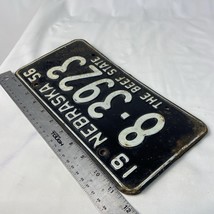 19 NEBRASKA 56
8-3923
THE BEEF STATE